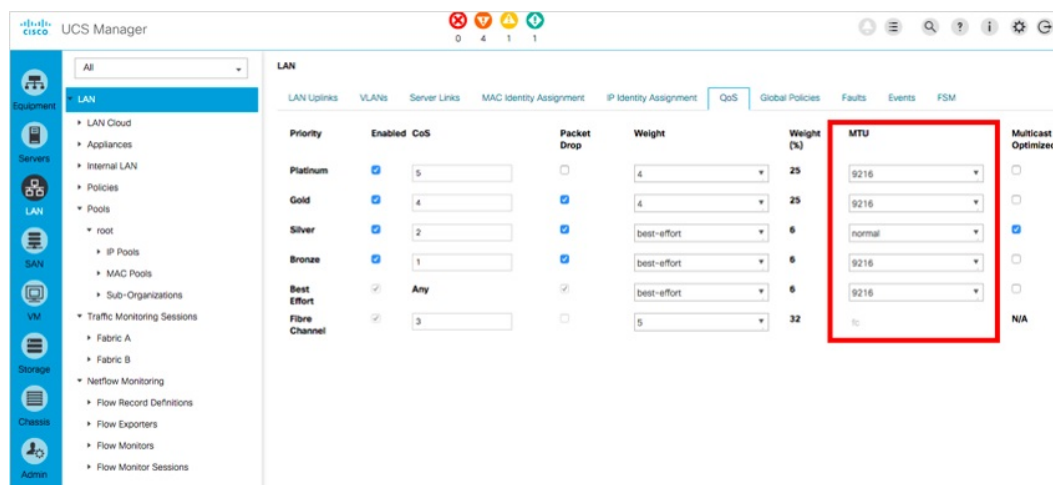 CISCO UCS Manager
0 4 1 1
Equipment
Servers
LAN
SAN
VM
Storage
Chassis
Admin
All
LAN
LAN Cloud
Appliances
Internal LAN
Policies
Pools
root
IP Pools
MAC Pools
Sub-Organizations
Traffic Monitoring Sessions
Fabric A
Fabric B
Netflow Monitoring
Flow Record Definitions
Flow Exporters
Flow Monitors
Flow Monitor Sessions
LAN
LAN Uplinks VLANs Server Links MAC Identity Assignment IP Identity Assignment QoS Global Policies Faults Events FSM
Priority Enabled CoS Packet Drop Weight Weight (%) MTU Multicast Optimized
Platinum 5 4 25 9216
Gold 4 4 25 9216
Silver 2 best-effort 6 normal
Bronze 1 best-effort 6 9216
Best Effort Any best-effort 6 9216
Fibre Channel 3 5 32 fc N/A